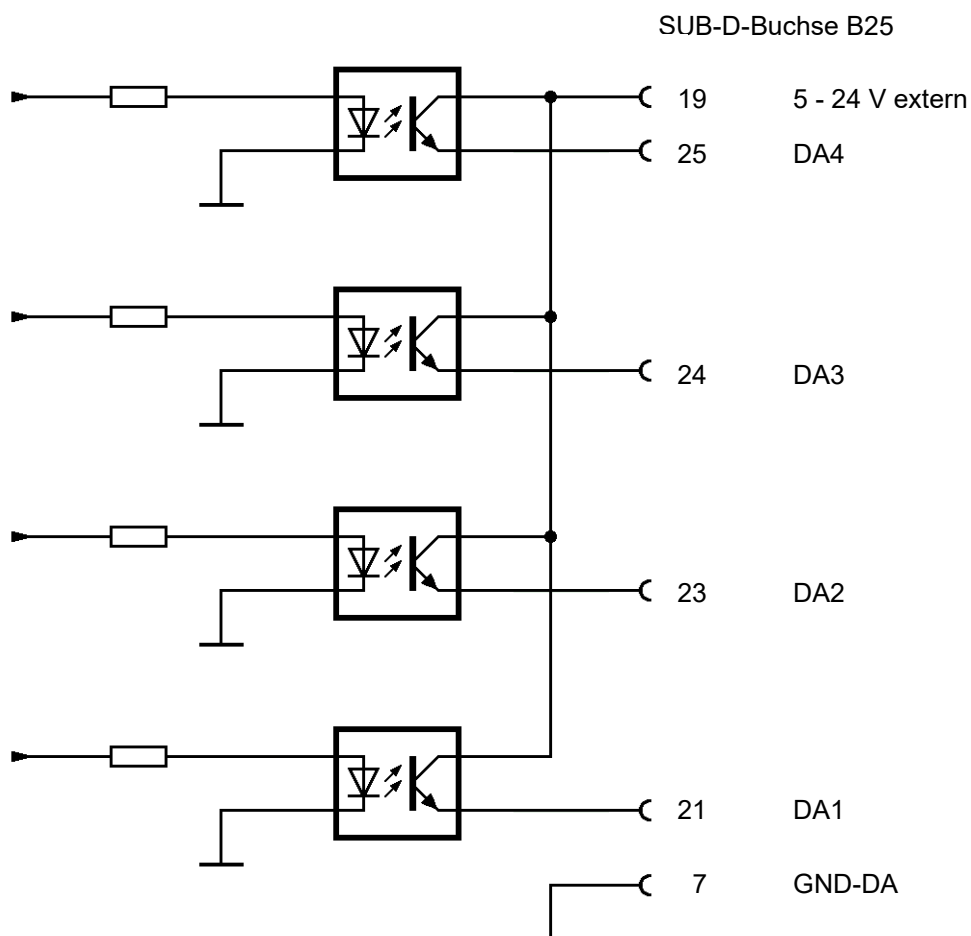 SUB-D-Buchse B25
19 5 - 24 V extern
25 DA4
24 DA3
23 DA2
21 DA1
7 GND-DA